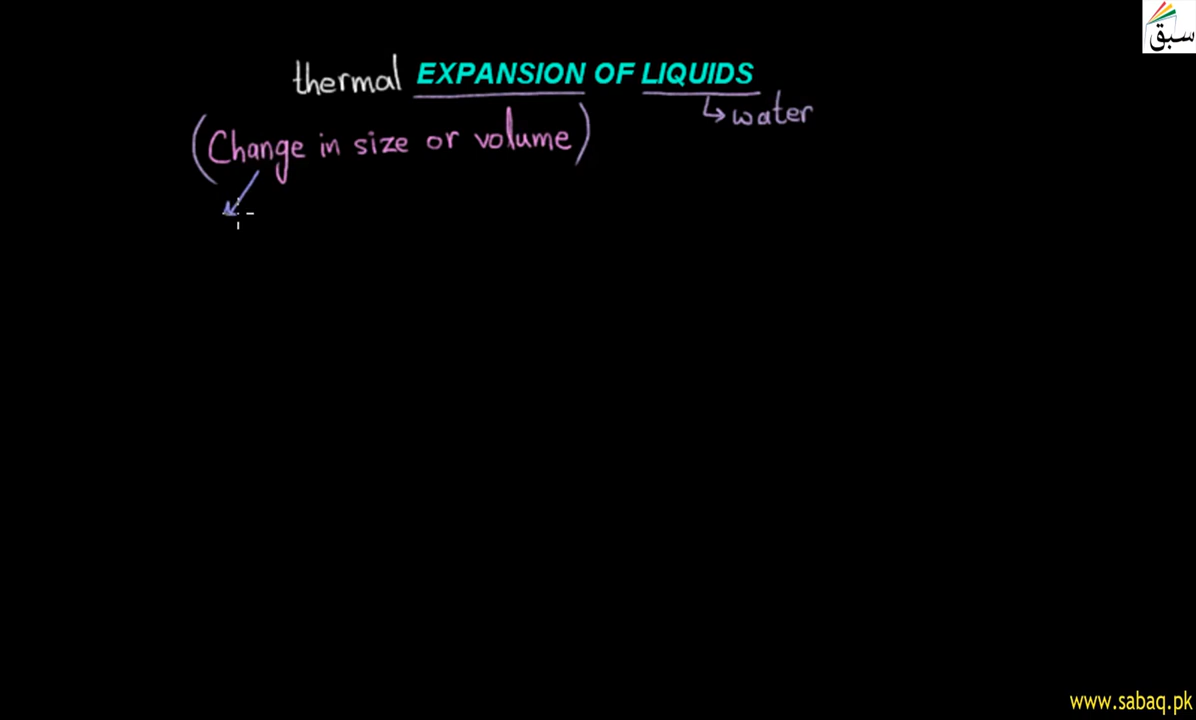 سبق
thermal EXPANSION OF LIQUIDS
↳ water
(Change in size or volume)
www.sabaq.pk